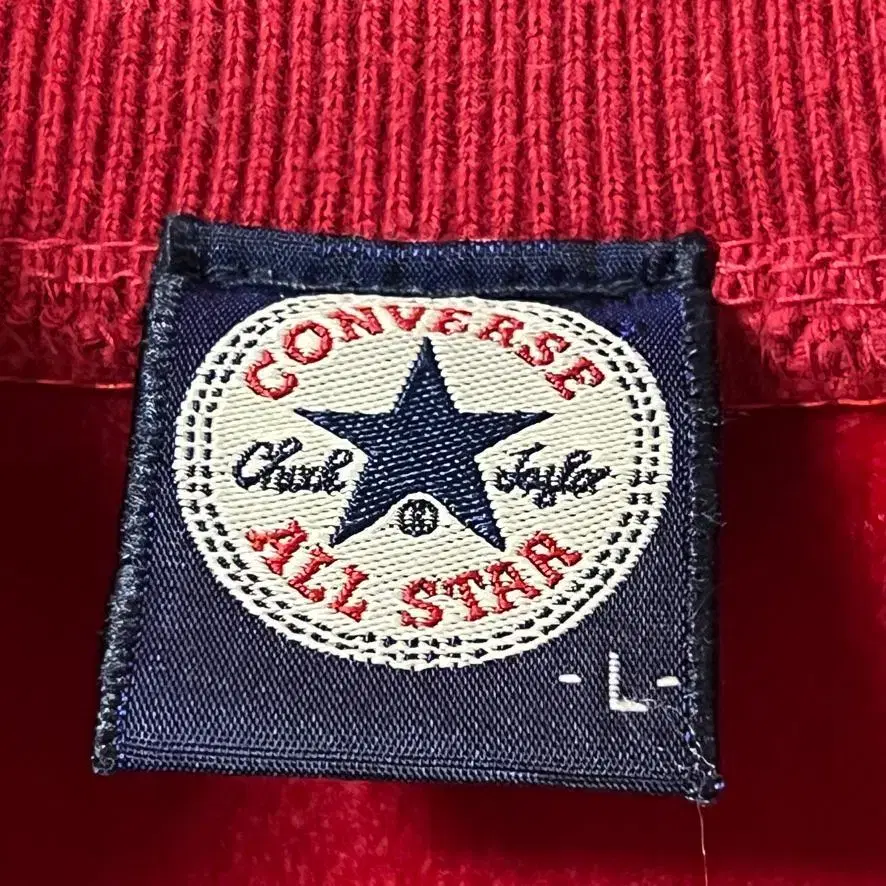 CONVERSE
Chuck Taylor
ALL STAR
-L-